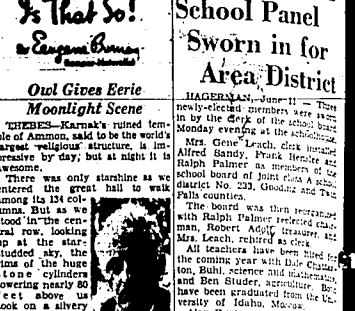 Is That So!
by Eugene Burns
Owl Gives Eerie
Moonlight Scene
THEBES—Karnak's ruined tem-
ple of Ammon, said to be the world's
largest religious structure, is im-
pressive by day; but at night it is
awesome.
There was only starshine as we
entered the great hall to walk
among its 134 col-
umns. But as we
stood in the cen-
tral row, looking
up at the star-
studded sky, the
rims of the huge
stone cylinders
towering nearly 80
feet above us
took on a silvery
School Panel
Sworn in for
Area District
HAGERMAN, June 11 — Three
newly-elected members were sworn
in by the clerk of the school board
Monday evening at the schoolhouse.
Mrs. Gene Leach, clerk, installed
Alfred Sandy, Frank and
Ralph Palmer as members of the
school board of joint class A school
district No. 233, Gooding and Twin
Falls counties.
The board was then reorganized
with Ralph Palmer reelected chair-
man, Robert treasurer, and
Mrs. Leach, rehired as clerk.
All teachers have been hired for
the coming year with Dale
Buhl, science and mathematics,
and Ben Studer, agriculture. Both
have been graduated from the Uni-
versity of Idaho, Moscow.